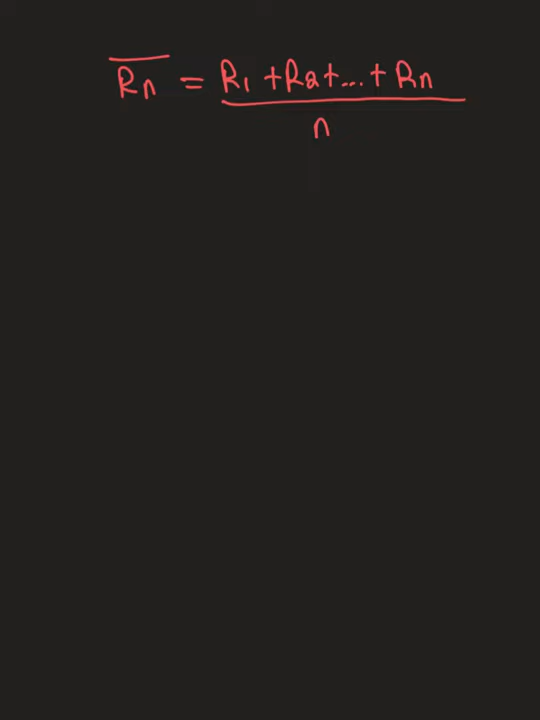 R̅n̅ = R1 + R2 + ... + Rn
n